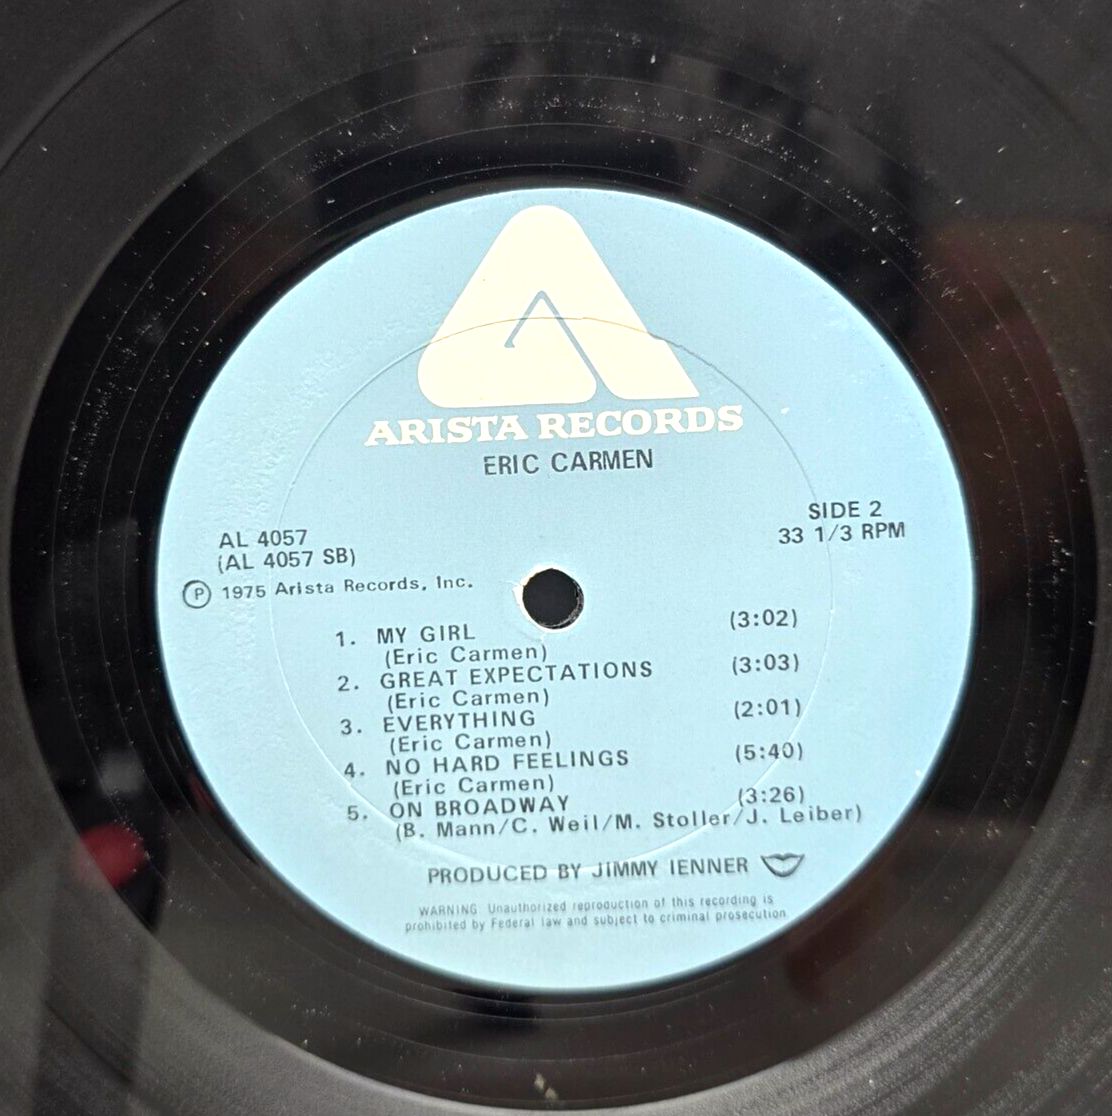 ARISTA RECORDS
ERIC CARMEN
SIDE 2
33 1/3 RPM
AL 4057
(AL 4057 SB)
Ⓟ 1975 Arista Records, Inc.
1. MY GIRL (3:02)
(Eric Carmen)
2. GREAT EXPECTATIONS (3:03)
(Eric Carmen)
3. EVERYTHING (2:01)
(Eric Carmen)
4. NO HARD FEELINGS (5:40)
(Eric Carmen)
5. ON BROADWAY (3:26)
(B. Mann/C. Weil/M. Stoller/J. Leiber)
PRODUCED BY JIMMY IENNER
WARNING: Unauthorized reproduction of this recording is
prohibited by Federal law and subject to criminal prosecution